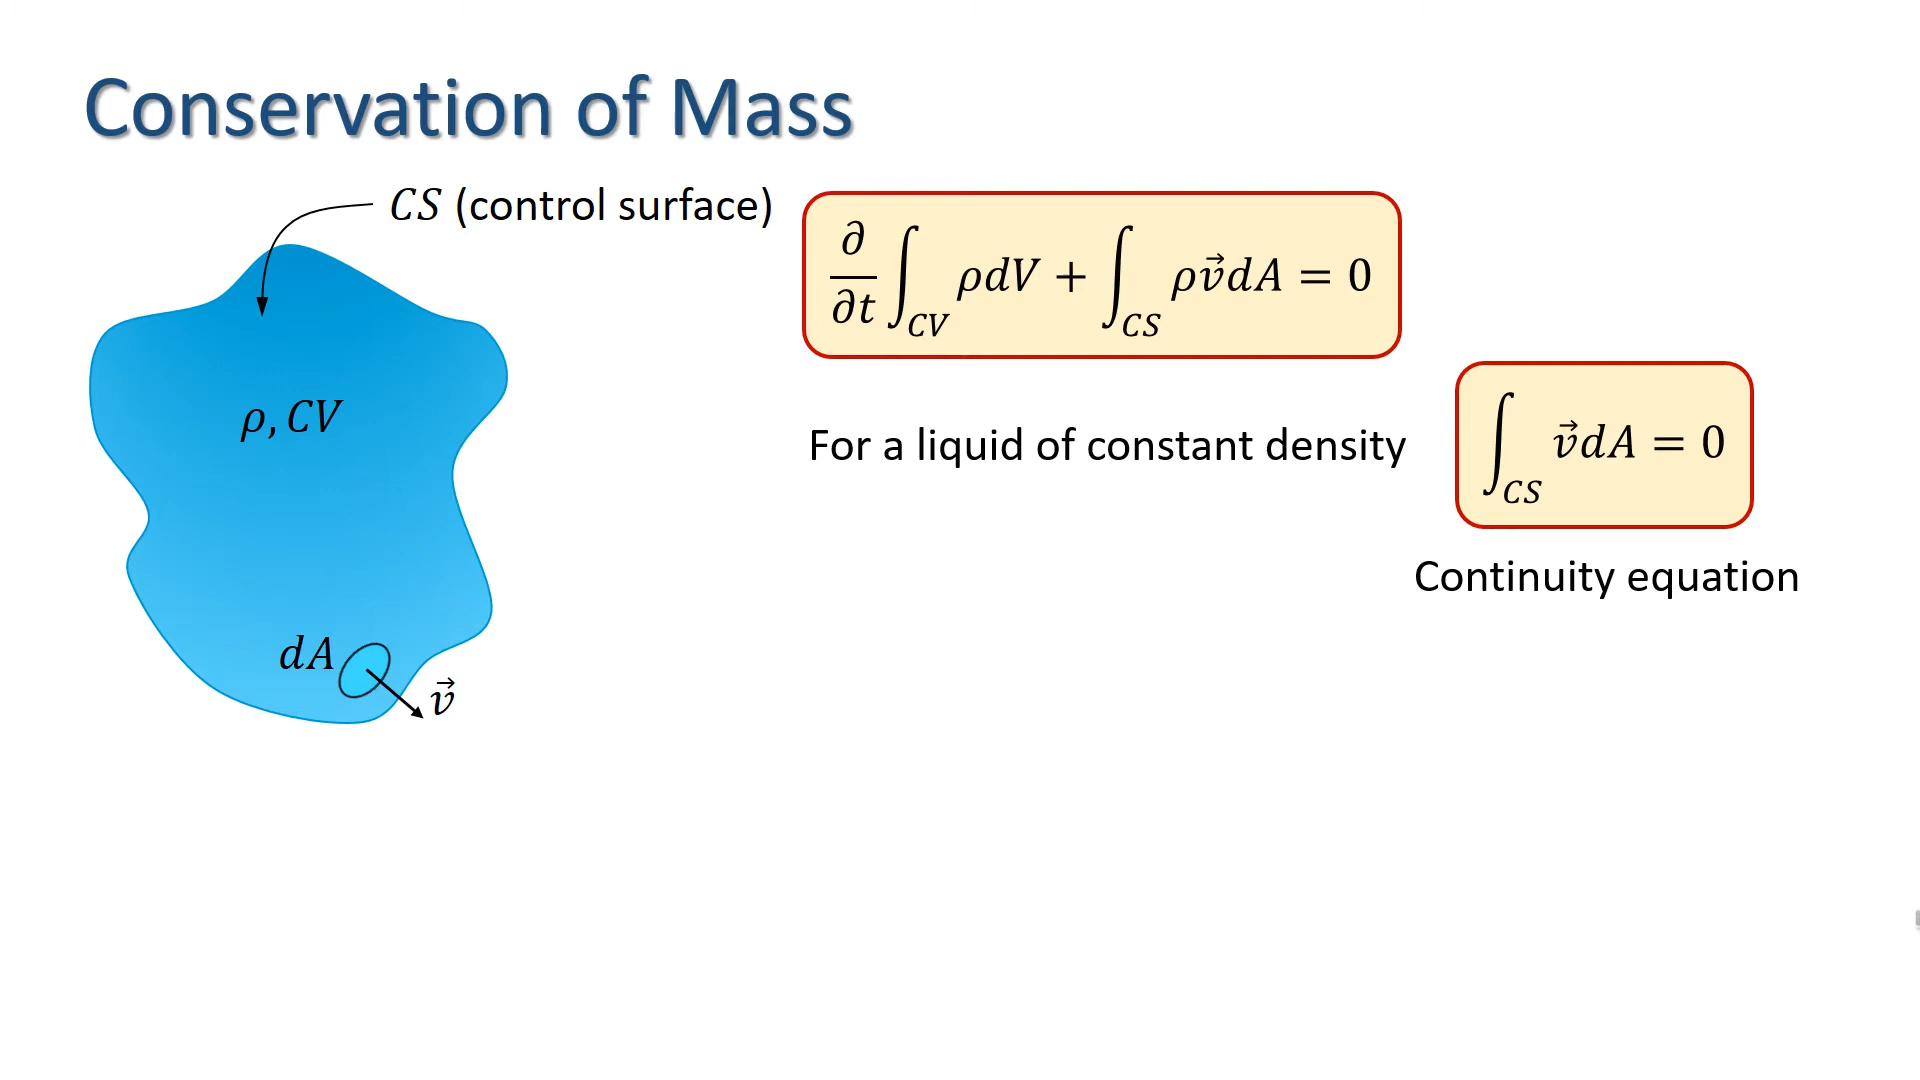 Conservation of Mass
CS (control surface)
∂/∂t ∫_CV ρdV + ∫_CS ρv⃗dA = 0
ρ, CV
For a liquid of constant density
∫_CS v⃗dA = 0
Continuity equation
dA
v⃗